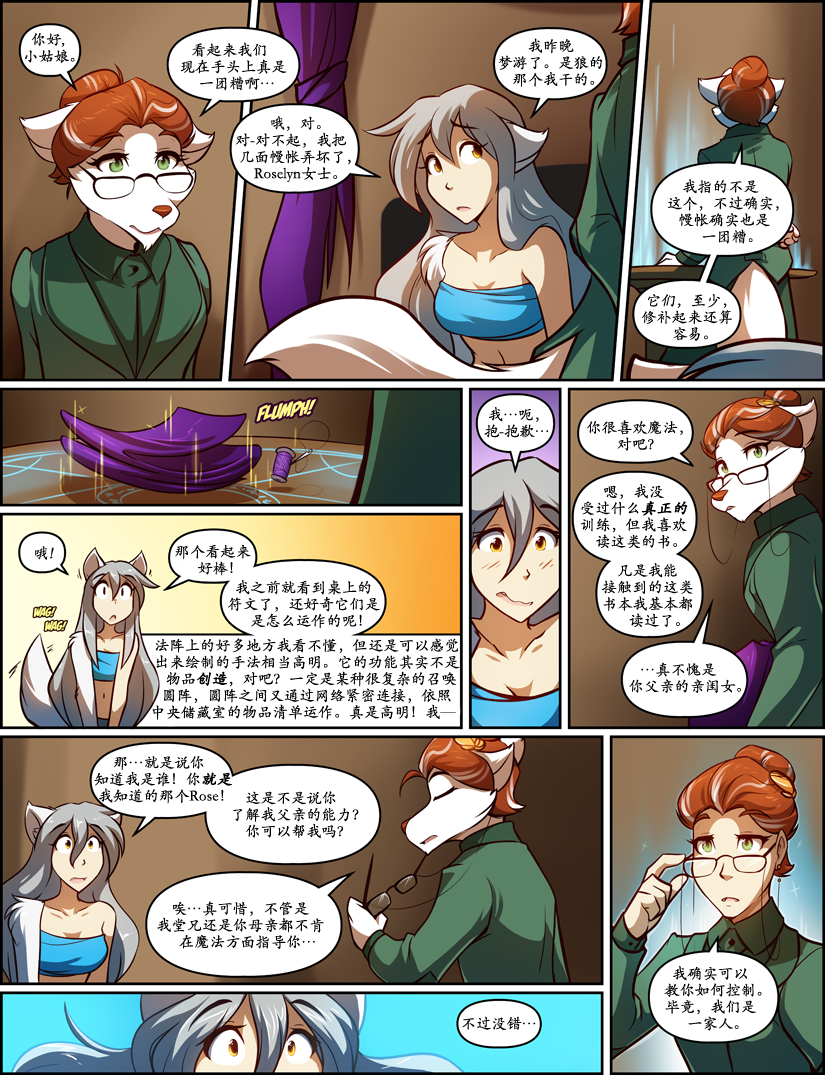 你好，
小姑娘。
看起来我们
现在手头上真是
一团糟啊…
我昨晚
梦游了。是狼的
那个我干的。
哦，对。
对-对不起，我把
几面幔帐弄坏了，
Roselyn女士。
我指的不是
这个，不过确实，
幔帐确实也是
一团糟。
它们，至少，
修补起来还算
容易。
FLUMPH!
哦！
那个看起来
好棒！
我之前就看到桌上的
符文了，还好奇它们是
是怎么运作的呢！
WAG!
WAG!
法阵上的好多地方我看不懂，但还是可以感觉
出来绘制的手法相当高明。它的功能其实不是
物品创造，对吧？一定是某种很复杂的召唤
圆阵，圆阵之间又通过网络紧密连接，依照
中央储藏室的物品清单运作。真是高明！我—
我…呃，
抱-抱歉…
你很喜欢魔法，
对吧？
嗯，我没
受过什么真正的
训练，但我喜欢
读这类的书。
凡是我能
接触到的这类
书本我基本都
读过了。
…真不愧是
你父亲的亲闺女。
那…就是说你
知道我是谁！你就是
我知道的那个Rose！
这是不是说你
了解我父亲的能力？
你可以帮我吗？
唉…真可惜，不管是
我堂兄还是你母亲都不肯
在魔法方面指导你…
不过没错…
我确实可以
教你如何控制。
毕竟，我们是
一家人。